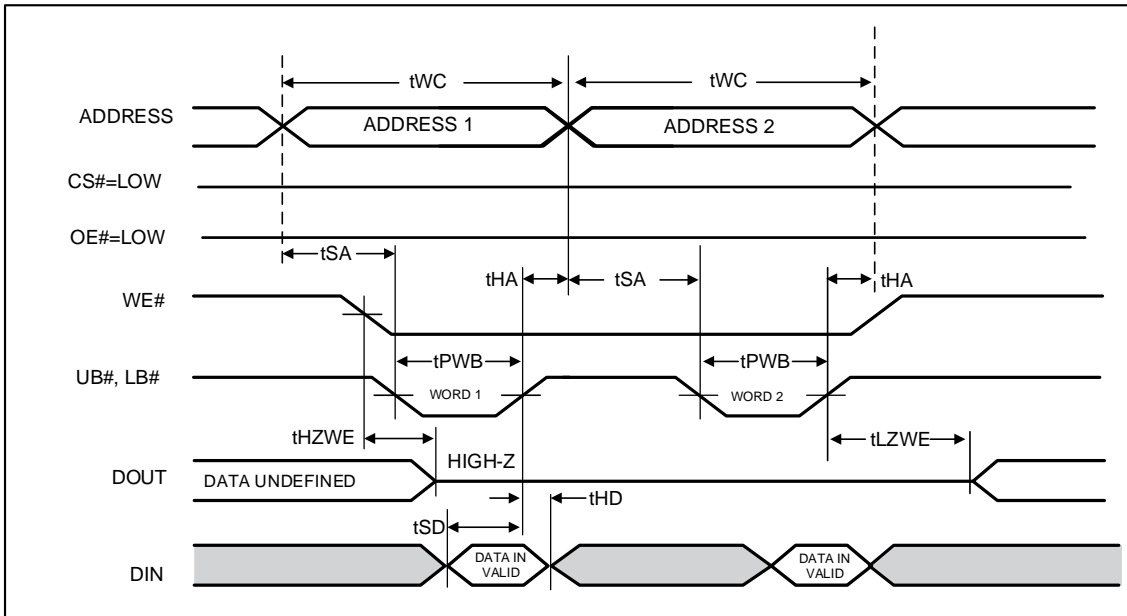 tWC tWC
ADDRESS ADDRESS 1 ADDRESS 2
CS#=LOW
OE#=LOW
tSA tHA tSA tHA
WE#
tPWB tPWB
UB#, LB# WORD 1 WORD 2
tHZWE tLZWE
HIGH-Z
DOUT DATA UNDEFINED
tHD
tSD
DIN DATA IN VALID DATA IN VALID